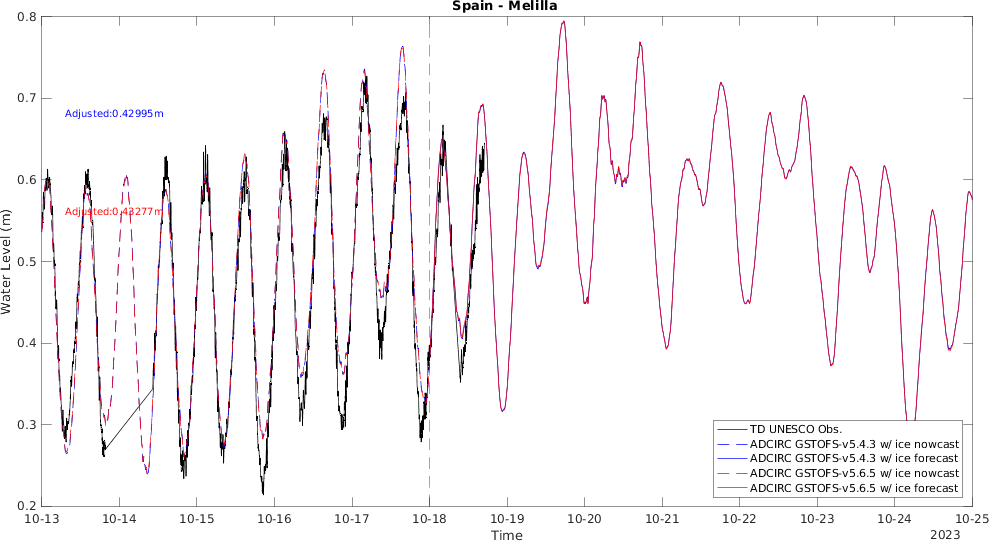 Spain - Melilla
0.8
0.7
0.6
0.5
0.4
0.3
0.2
Water Level (m)
Adjusted:0.42995m
Adjusted:0.43277m
TD UNESCO Obs.
ADCIRC GSTOFS-v5.4.3 w/ ice nowcast
ADCIRC GSTOFS-v5.4.3 w/ ice forecast
ADCIRC GSTOFS-v5.6.5 w/ ice nowcast
ADCIRC GSTOFS-v5.6.5 w/ ice forecast
10-13 10-14 10-15 10-16 10-17 10-18 10-19 10-20 10-21 10-22 10-23 10-24 10-25
Time
2023